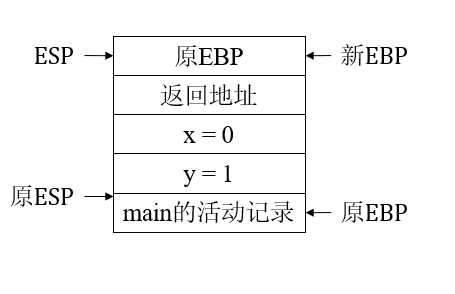 ESP 原EBP 新EBP
返回地址
x = 0
y = 1
原ESP
main的活动记录 原EBP